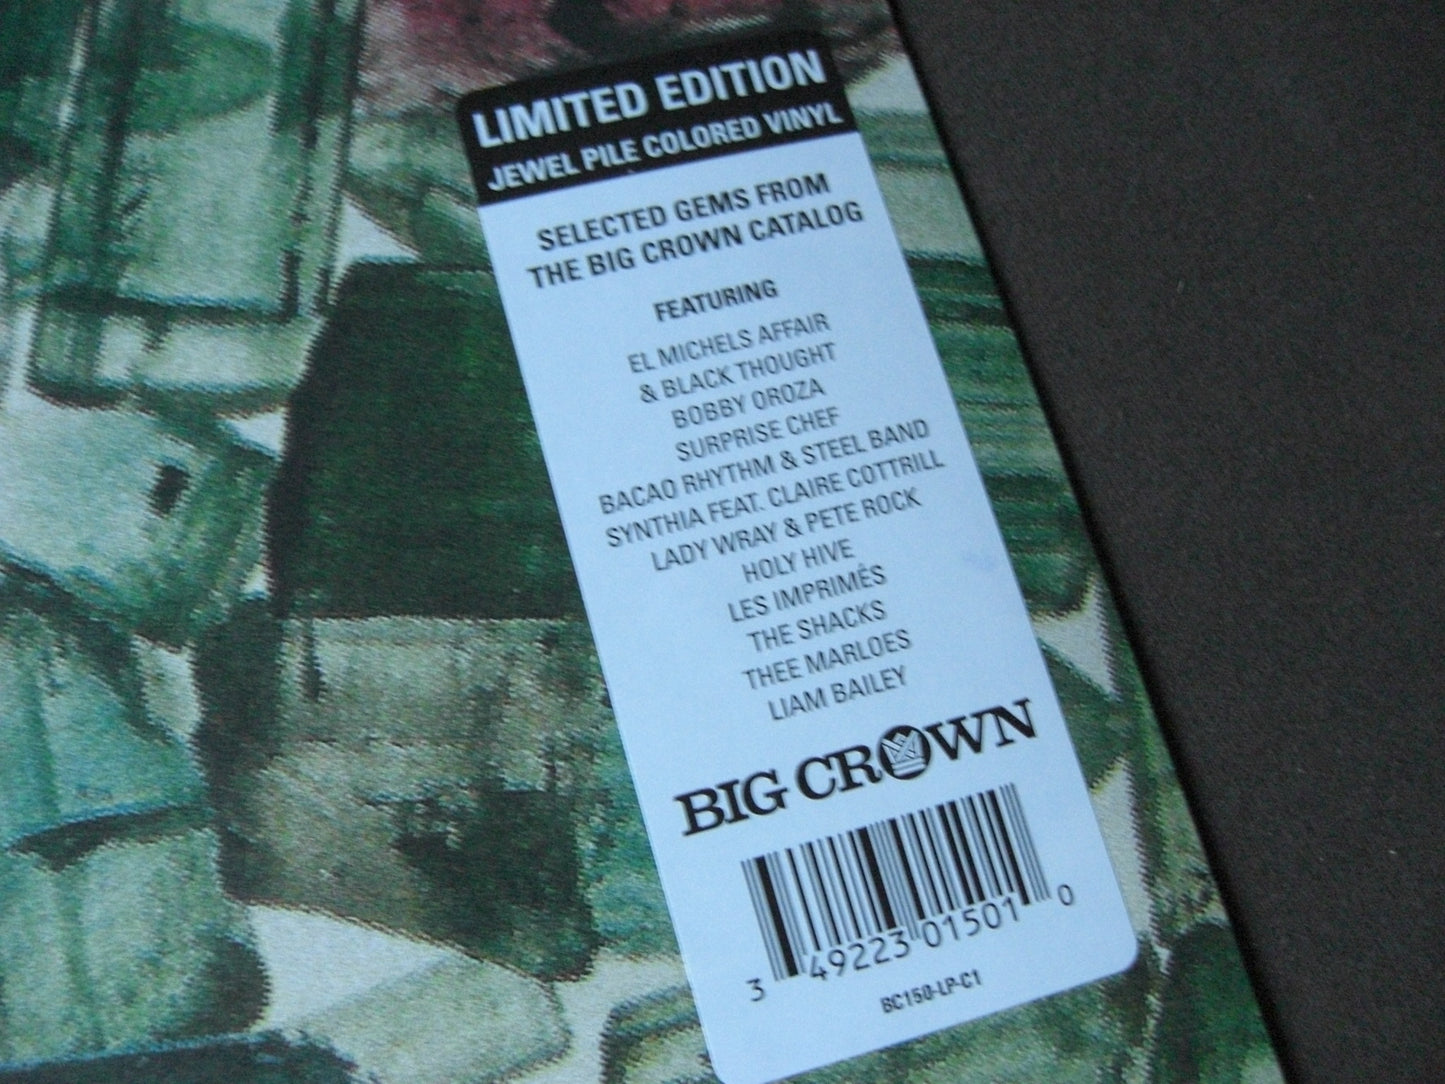 LIMITED EDITION
JEWEL PILE COLORED VINYL
SELECTED GEMS FROM
THE BIG CROWN CATALOG
FEATURING
EL MICHELS AFFAIR
& BLACK THOUGHT
BOBBY OROZA
SURPRISE CHEF
BACAO RHYTHM & STEEL BAND
SYNTHIA FEAT. CLAIRE COTTRILL
LADY WRAY & PETE ROCK
HOLY HIVE
LES IMPRIMÉS
THE SHACKS
THEE MARLOES
LIAM BAILEY
BIG CROWN
3 49223 01501 0
BC150-LP-C1